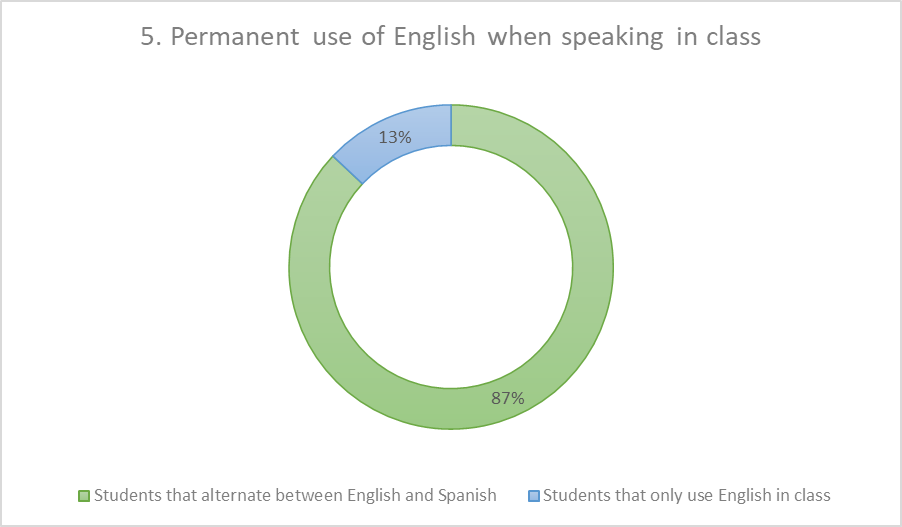 5. Permanent use of English when speaking in class
13%
87%
Students that alternate between English and Spanish
Students that only use English in class